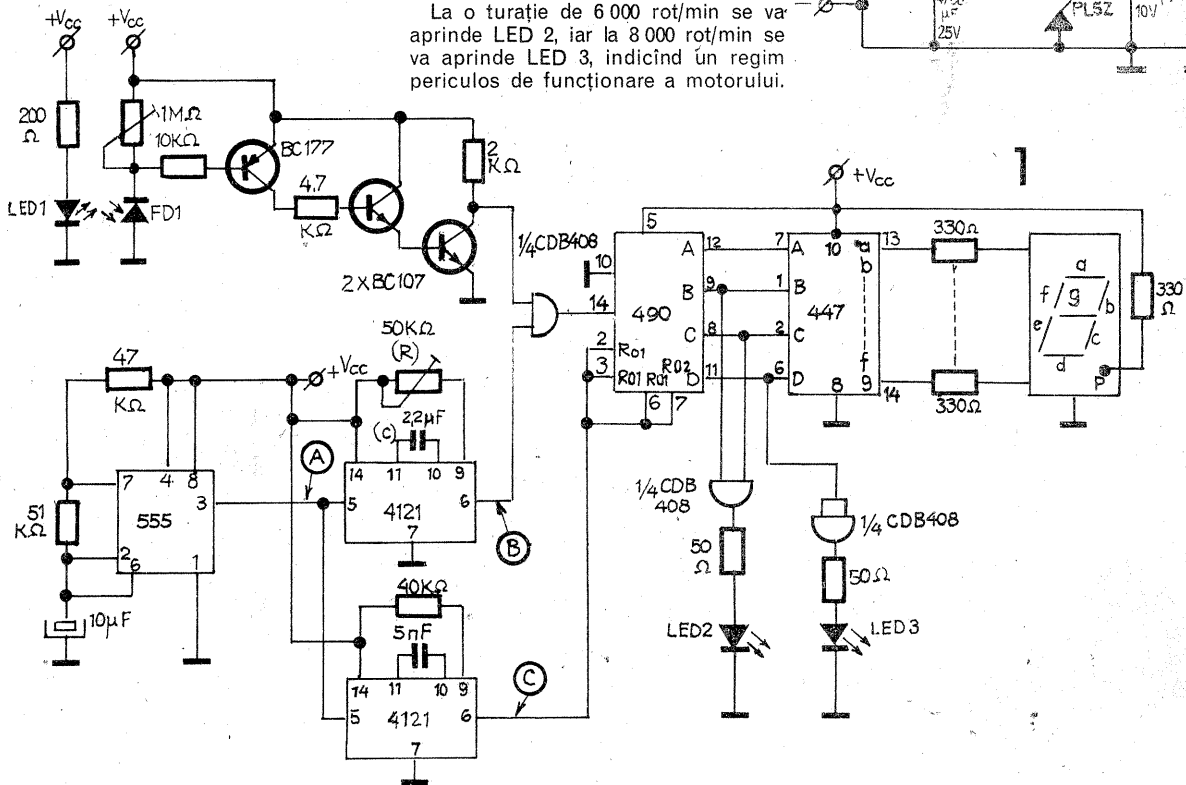 La o turație de 6 000 rot/min se va
aprinde LED 2, iar la 8 000 rot/min se
va aprinde LED 3, indicînd un regim
periculos de funcționare a motorului.
PL5Z
10V
μF
25V
+Vcc
+Vcc
200
Ω
1MΩ
10KΩ
BC177
4,7
KΩ
2
KΩ
LED1
FD1
2×BC107
1/4CDB408
1
+Vcc
5
10
14
490
A
12
7
A
10
a
13
330Ω
B
9
1
B
b
447
C
8
2
C
R02
D
11
6
D
f
8
9
14
330Ω
2
R01
3
R01
R01
6
7
a
f
g
b
e
c
d
P
330
Ω
47
KΩ
+Vcc
50KΩ
(R)
2,2μF
(C)
14
11
10
9
5
4121
6
7
A
B
7
4
8
3
555
2
6
1
51
KΩ
10μF
40KΩ
5nF
14
11
10
9
5
4121
6
7
C
1/4CDB
408
50
Ω
LED2
1/4CDB408
50Ω
LED3